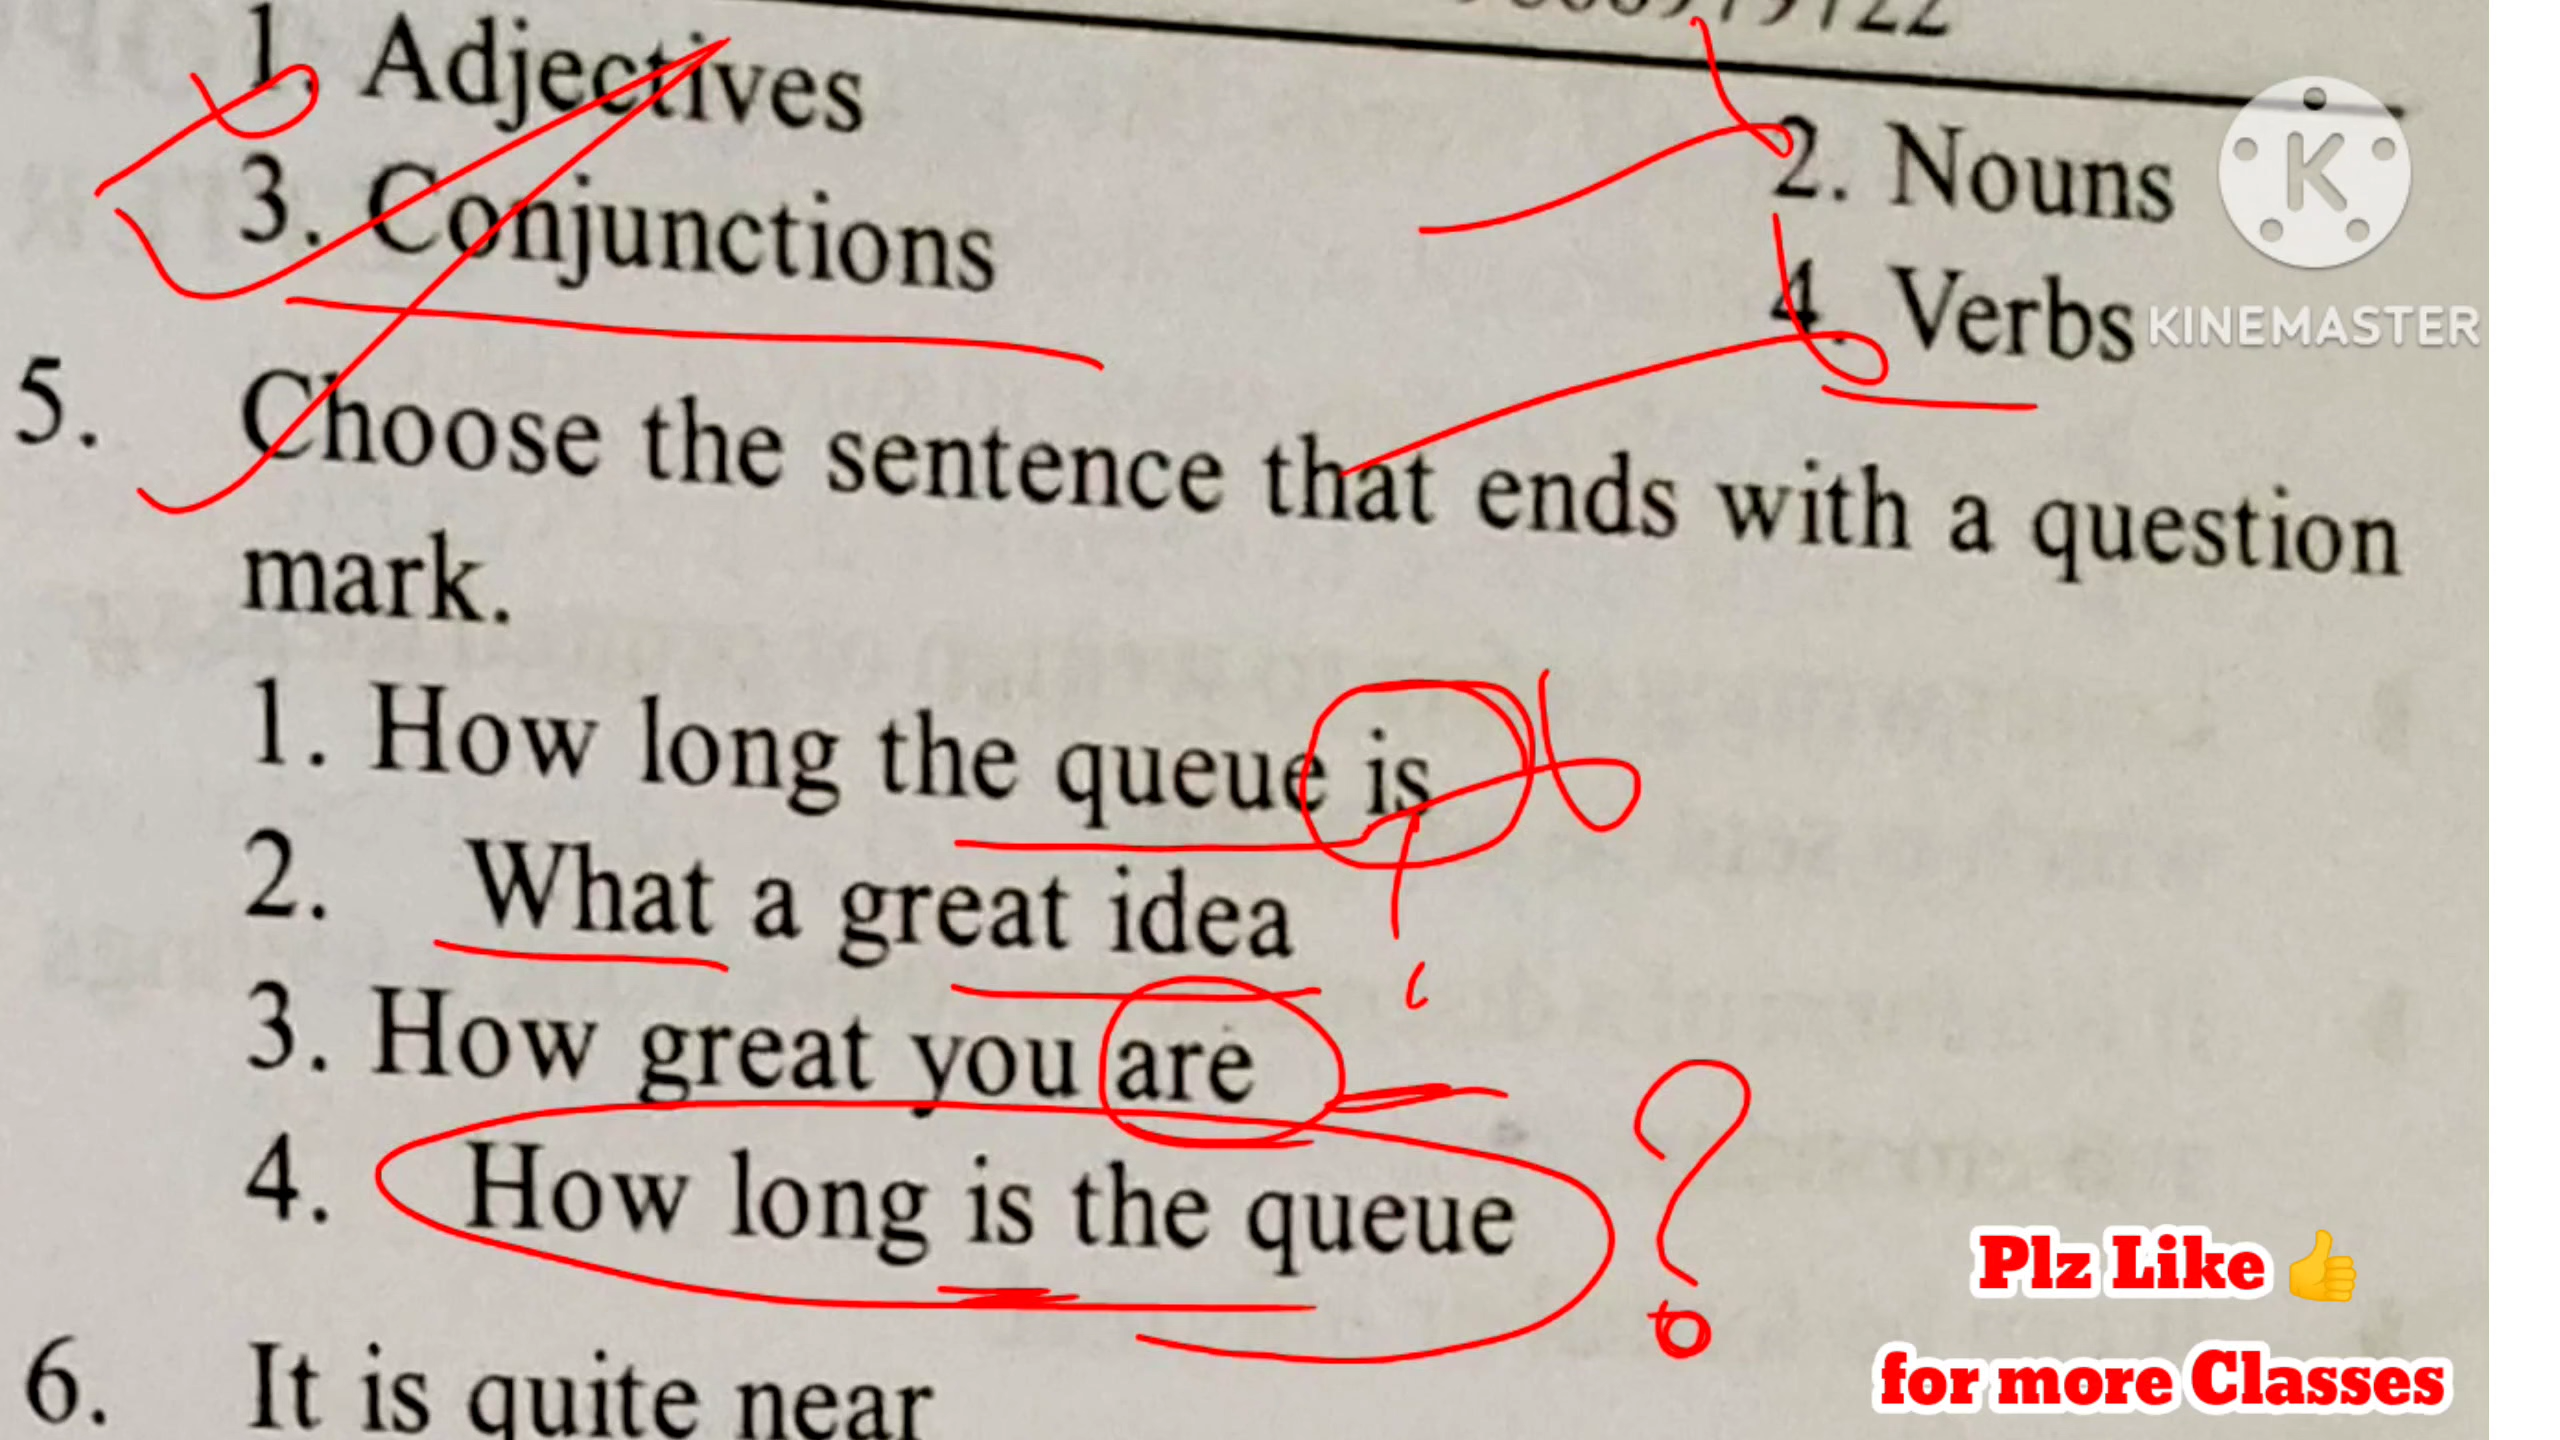 1. Adjectives 2. Nouns
3. Conjunctions 4. Verbs
KINEMASTER
5. Choose the sentence that ends with a question
mark.
1. How long the queue is
2. What a great idea
3. How great you are
4. How long is the queue ?
6. It is quite near
Plz Like 👍
for more Classes